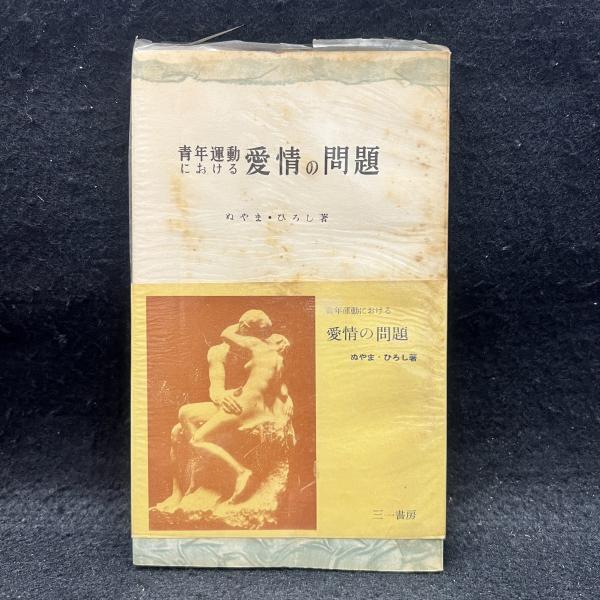 青年運動
における
愛情の問題
ぬやま・ひろし著
青年運動における
愛情の問題
ぬやま・ひろし著
三一書房